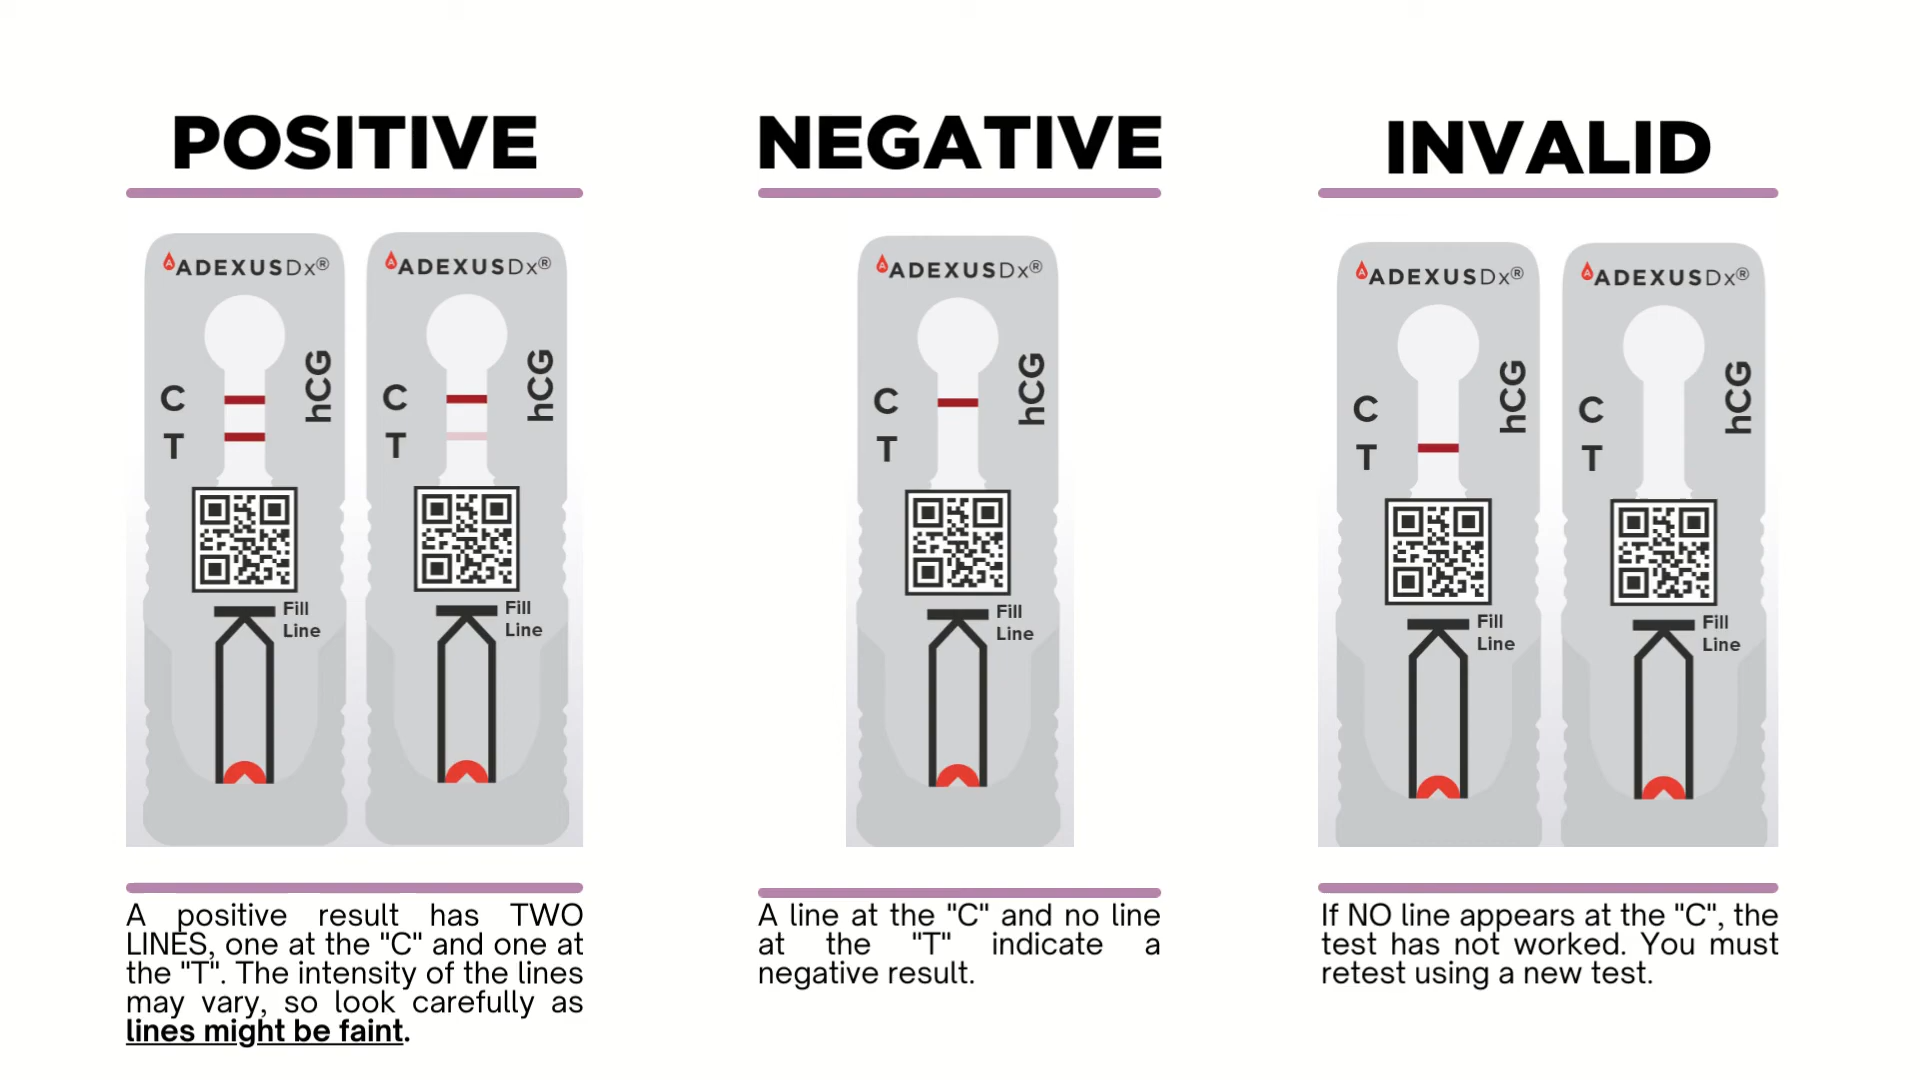 POSITIVE
ADEXUSDx®
hCG
C
T
Fill
Line
ADEXUSDx®
hCG
C
T
Fill
Line
A positive result has TWO
LINES, one at the "C" and one at
the "T". The intensity of the lines
may vary, so look carefully as
lines might be faint.
NEGATIVE
ADEXUSDx®
hCG
C
T
Fill
Line
A line at the "C" and no line
at the "T" indicate a
negative result.
INVALID
ADEXUSDx®
hCG
C
T
Fill
Line
ADEXUSDx®
hCG
C
T
Fill
Line
If NO line appears at the "C", the
test has not worked. You must
retest using a new test.